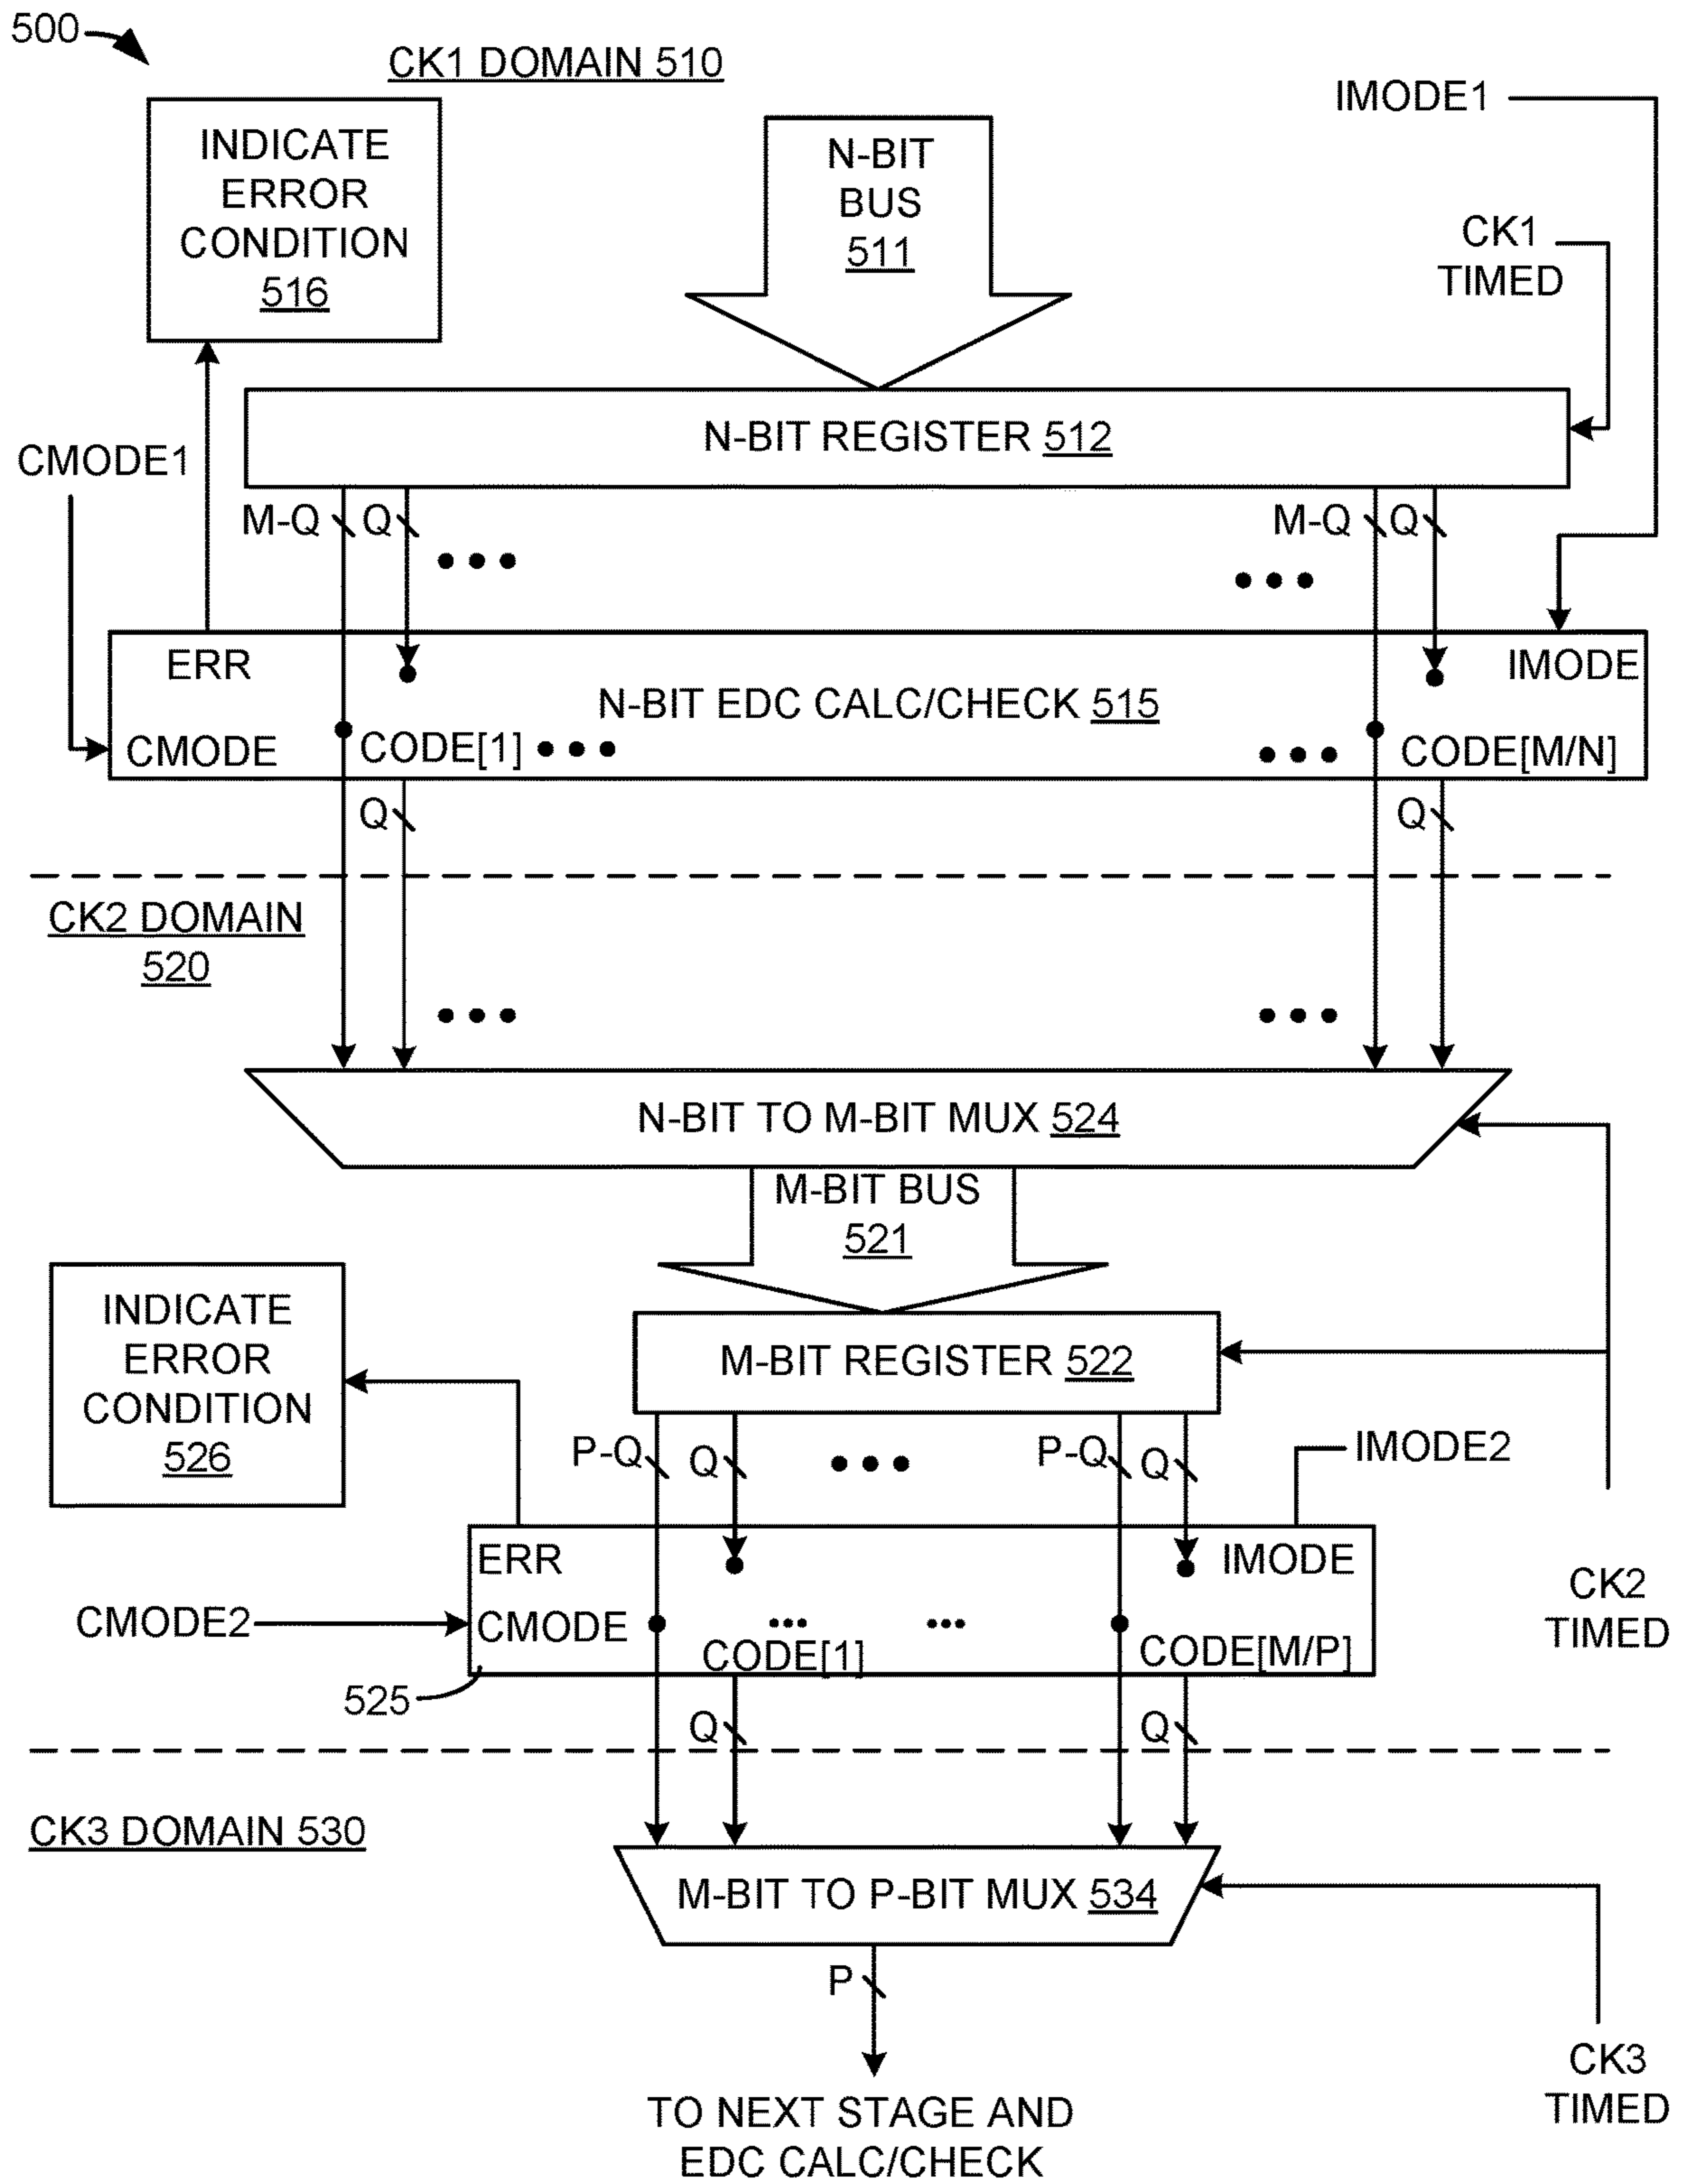 500
CK1 DOMAIN 510
IMODE1
INDICATE
ERROR
CONDITION
516
N-BIT
BUS
511
CK1
TIMED
N-BIT REGISTER 512
CMODE1
M-Q
Q
M-Q
Q
ERR
IMODE
N-BIT EDC CALC/CHECK 515
CMODE
CODE[1]
CODE[M/N]
Q
Q
CK2 DOMAIN
520
N-BIT TO M-BIT MUX 524
M-BIT BUS
521
INDICATE
ERROR
CONDITION
526
M-BIT REGISTER 522
P-Q
Q
P-Q
Q
IMODE2
ERR
IMODE
CMODE2
CMODE
CODE[1]
CODE[M/P]
CK2
TIMED
525
Q
Q
CK3 DOMAIN 530
M-BIT TO P-BIT MUX 534
P
CK3
TIMED
TO NEXT STAGE AND
EDC CALC/CHECK